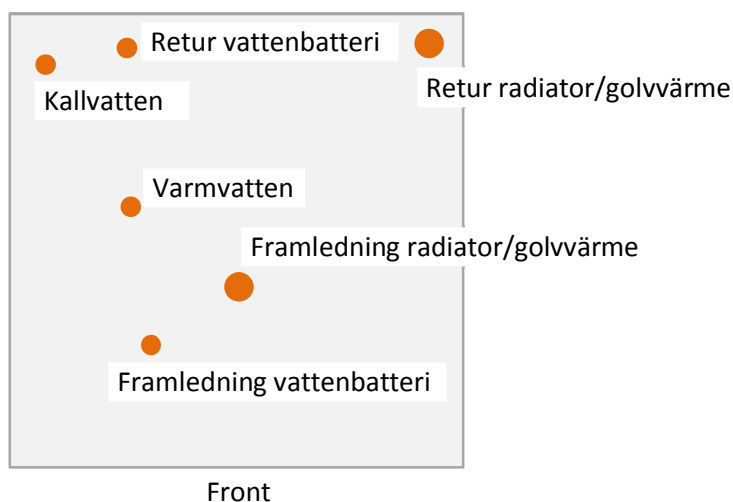 Retur vattenbatteri
Kallvatten
Retur radiator/golvvärme
Varmvatten
Framledning radiator/golvvärme
Framledning vattenbatteri
Front